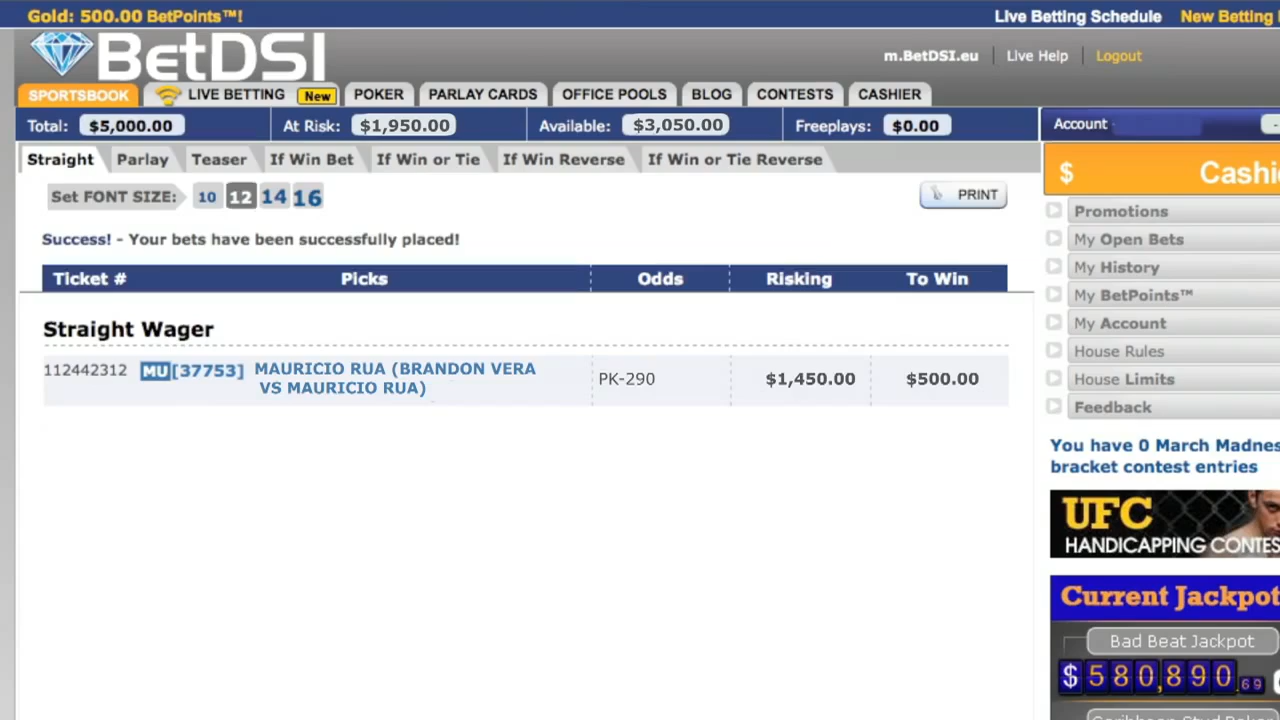 Gold: 500.00 BetPoints™!
Live Betting Schedule New Betting
BetDSI
m.BetDSI.eu Live Help Logout
SPORTSBOOK LIVE BETTING New POKER PARLAY CARDS OFFICE POOLS BLOG CONTESTS CASHIER
Total: $5,000.00 At Risk: $1,950.00 Available: $3,050.00 Freeplays: $0.00 Account
Straight Parlay Teaser If Win Bet If Win or Tie If Win Reverse If Win or Tie Reverse
$ Cashi
Set FONT SIZE: 10 12 14 16 PRINT
Success! - Your bets have been successfully placed!
Ticket # Picks Odds Risking To Win
Straight Wager
112442312 MU[37753] MAURICIO RUA (BRANDON VERA
VS MAURICIO RUA)
PK-290 $1,450.00 $500.00
Promotions
My Open Bets
My History
My BetPoints™
My Account
House Rules
House Limits
Feedback
You have 0 March Madnes
bracket contest entries
UFC
HANDICAPPING CONTES
Current Jackpot
Bad Beat Jackpot
$580,890.69